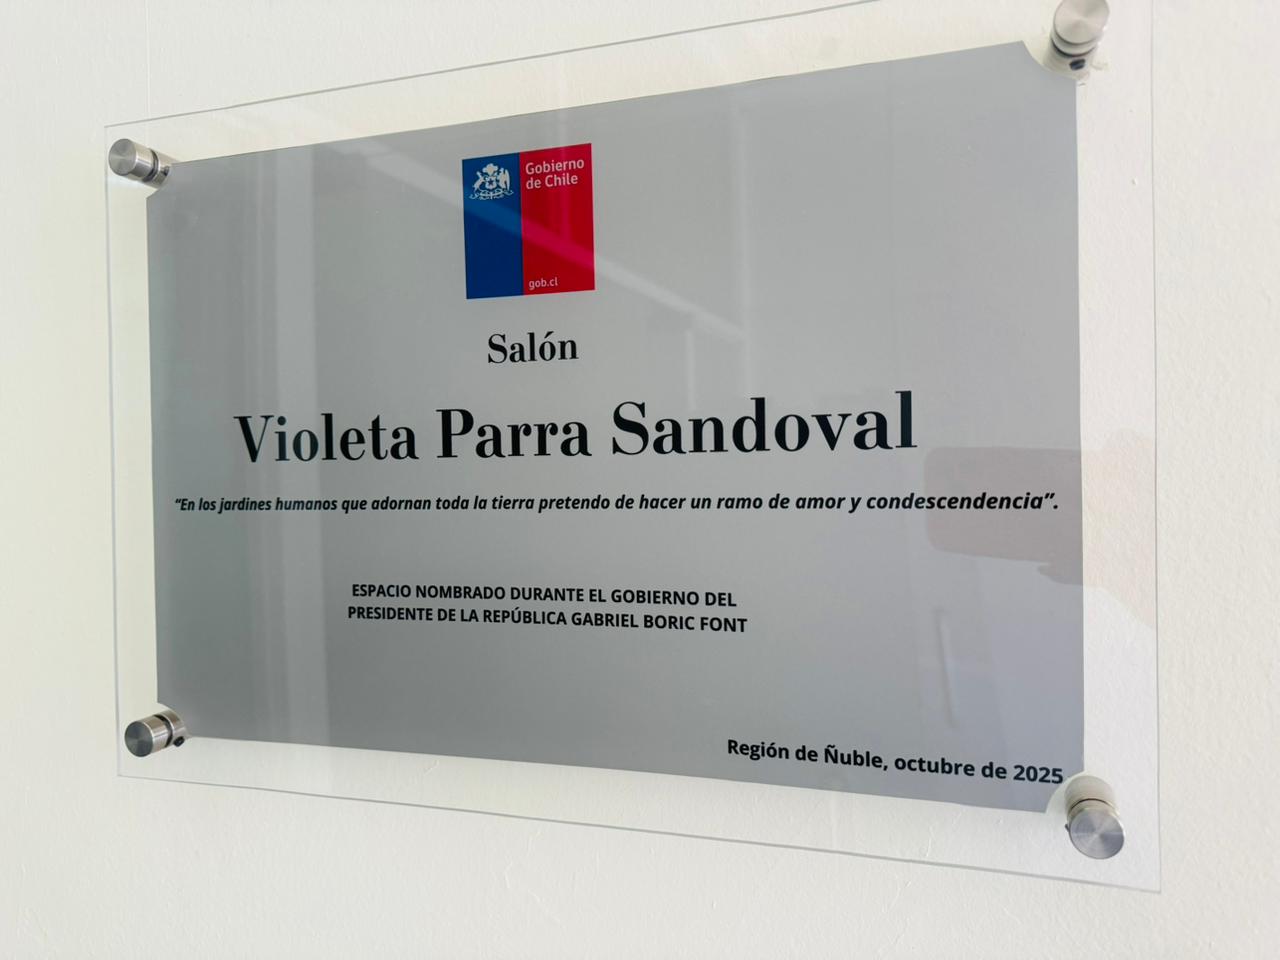 Gobierno
de Chile
gob.cl
Salón
Violeta Parra Sandoval
“En los jardines humanos que adornan toda la tierra pretendo de hacer un ramo de amor y condescendencia”.
ESPACIO NOMBRADO DURANTE EL GOBIERNO DEL
PRESIDENTE DE LA REPÚBLICA GABRIEL BORIC FONT
Región de Ñuble, octubre de 2025